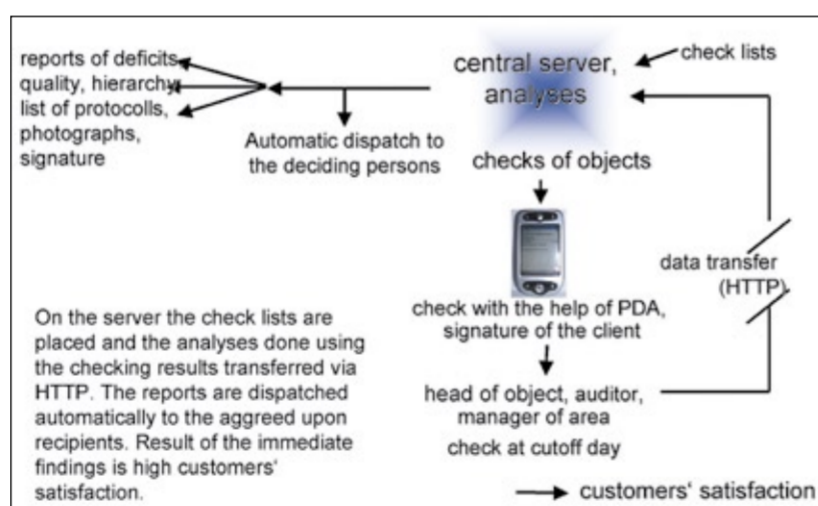 reports of deficits
quality, hierarchy
list of protocolls,
photographs,
signature
Automatic dispatch to
the deciding persons
central server,
analyses
check lists
checks of objects
data transfer
(HTTP)
check with the help of PDA,
signature of the client
head of object, auditor,
manager of area
check at cutoff day
On the server the check lists are
placed and the analyses done using
the checking results transferred via
HTTP. The reports are dispatched
automatically to the aggreed upon
recipients. Result of the immediate
findings is high customers'
satisfaction.
customers' satisfaction